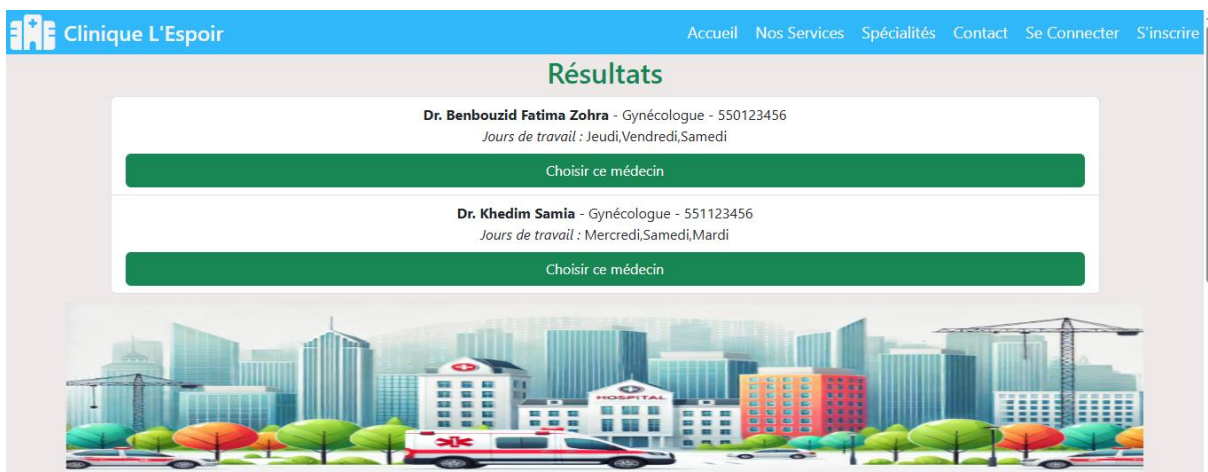 Clinique L'Espoir
Accueil Nos Services Spécialités Contact Se Connecter S'inscrire
Résultats
Dr. Benbouzid Fatima Zohra - Gynécologue - 550123456
Jours de travail : Jeudi,Vendredi,Samedi
Choisir ce médecin
Dr. Khedim Samia - Gynécologue - 551123456
Jours de travail : Mercredi,Samedi,Mardi
Choisir ce médecin
HOSPITAL